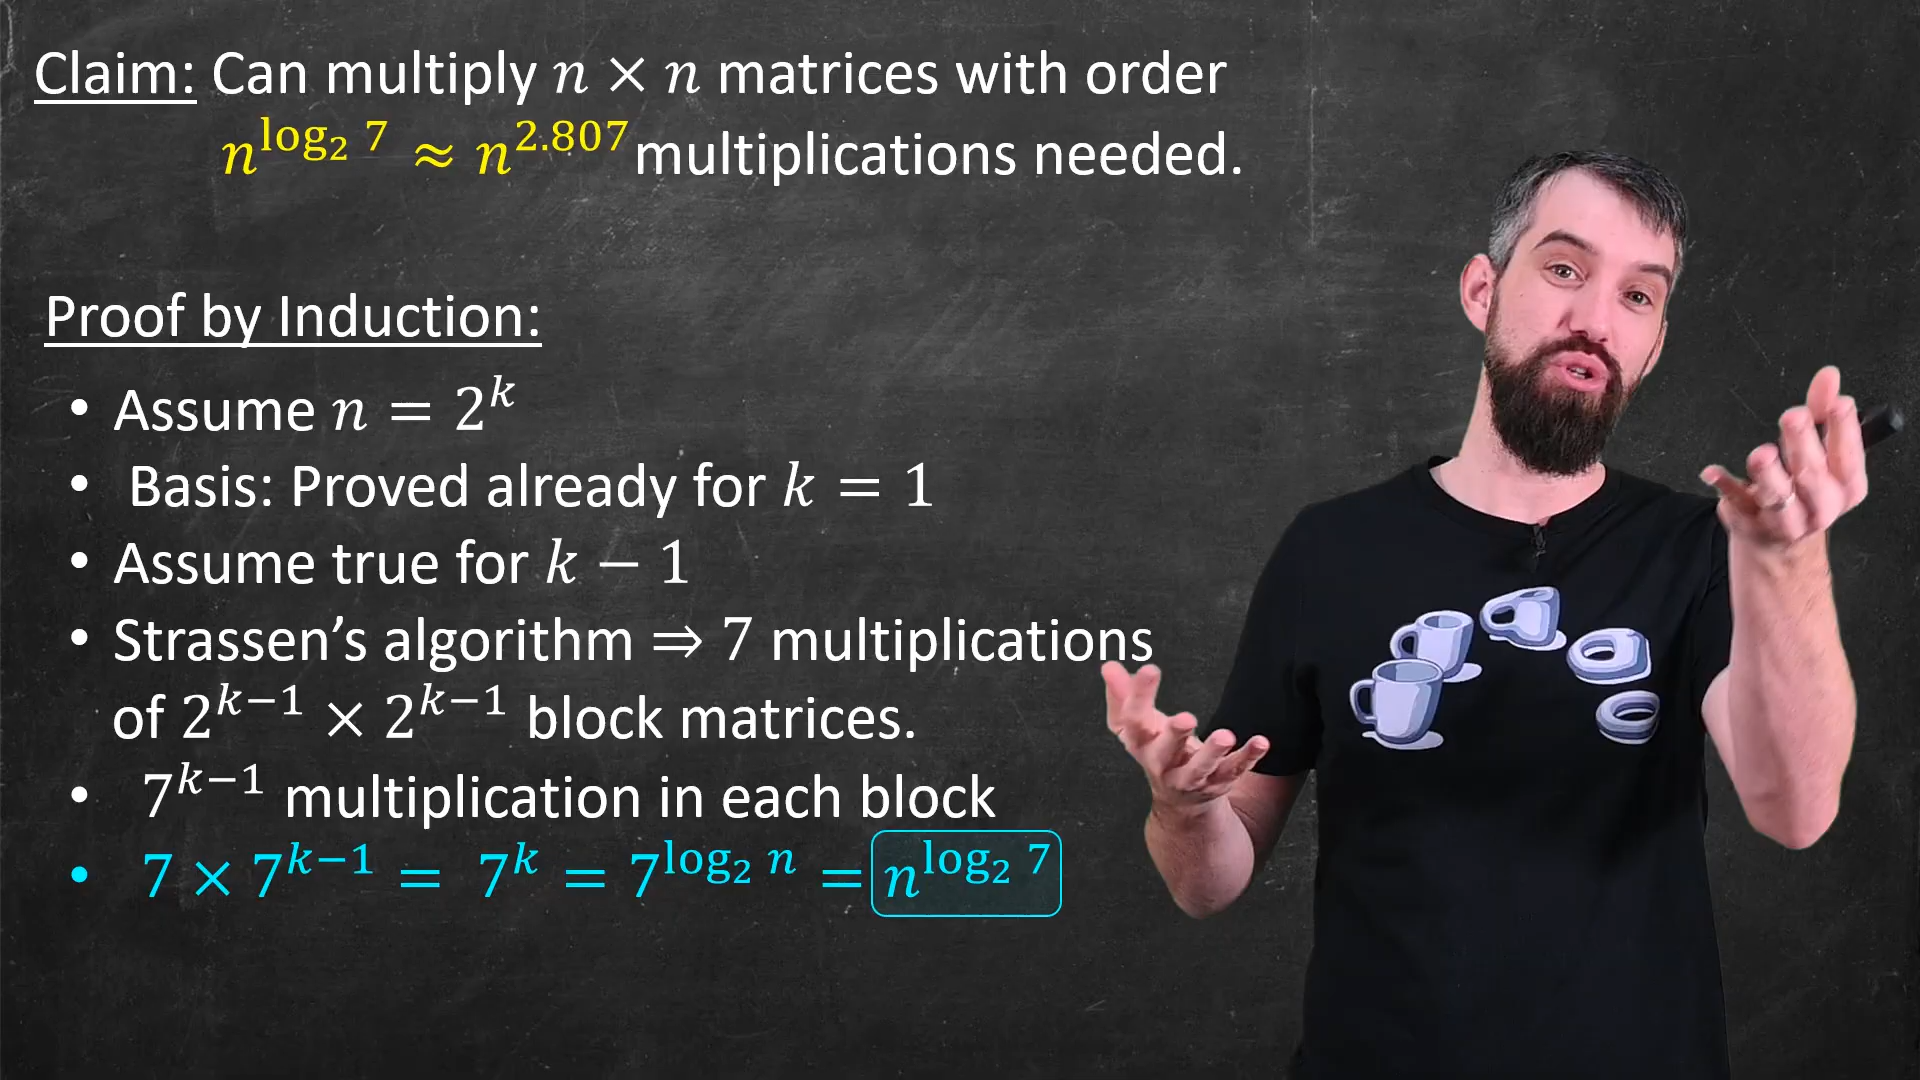 Claim: Can multiply n × n matrices with order
n^{log₂ 7} ≈ n^{2.807} multiplications needed.
Proof by Induction:
• Assume n = 2^k
• Basis: Proved already for k = 1
• Assume true for k − 1
• Strassen’s algorithm ⇒ 7 multiplications
of 2^{k−1} × 2^{k−1} block matrices.
• 7^{k−1} multiplication in each block
• 7 × 7^{k−1} = 7^k = 7^{log₂ n} = n^{log₂ 7}